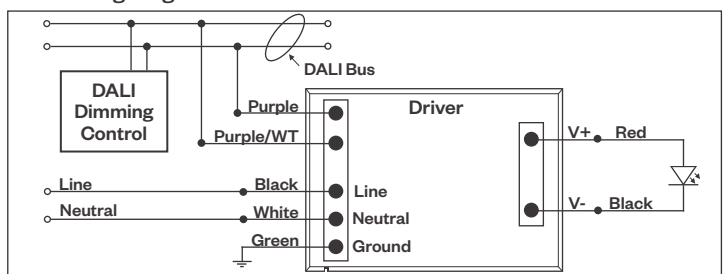 DALI Bus
DALI
Dimming
Control
Driver
Purple
Purple/WT
V+ Red
Line Black Line
Neutral White Neutral
V- Black
Green Ground